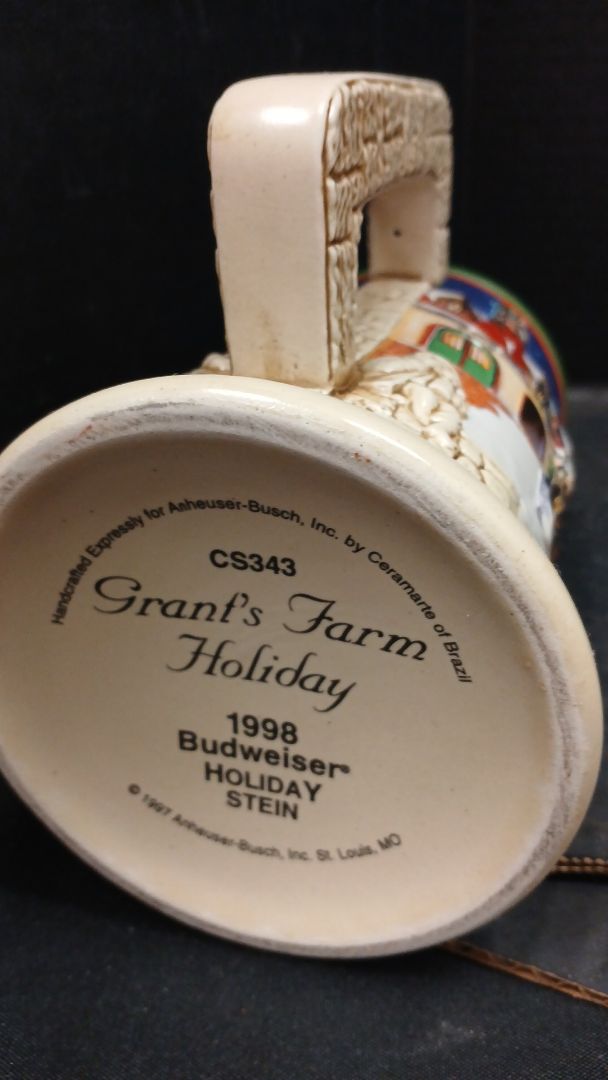 Handcrafted Expressly for Anheuser-Busch, Inc. by Ceramarte of Brazil
CS343
Grant's Farm
Holiday
1998
Budweiser®
HOLIDAY
STEIN
© 1997 Anheuser-Busch, Inc. St. Louis, MO